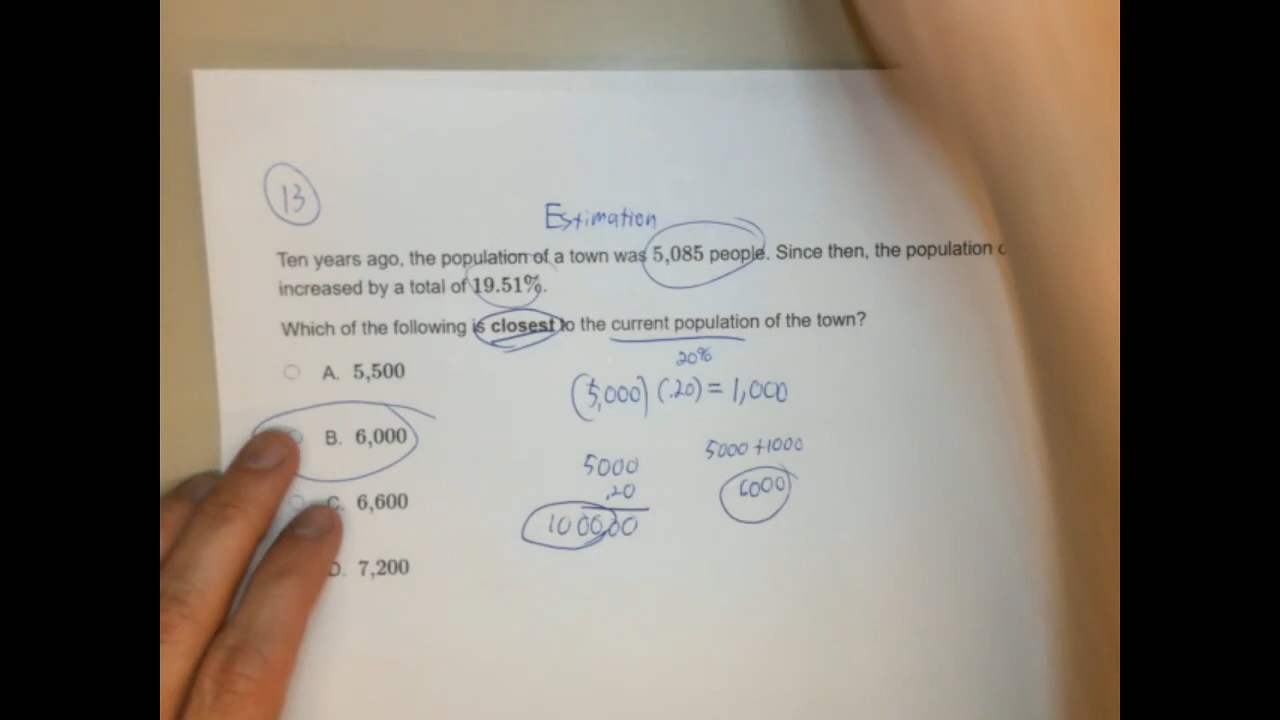 13
Estimation
Ten years ago, the population of a town was 5,085 people. Since then, the population
increased by a total of 19.51%.
Which of the following is closest to the current population of the town?
20%
A. 5,500
(5,000) (.20) = 1,000
B. 6,000
5000 5000 +1000
.20 6000
C. 6,600
1000.00
D. 7,200